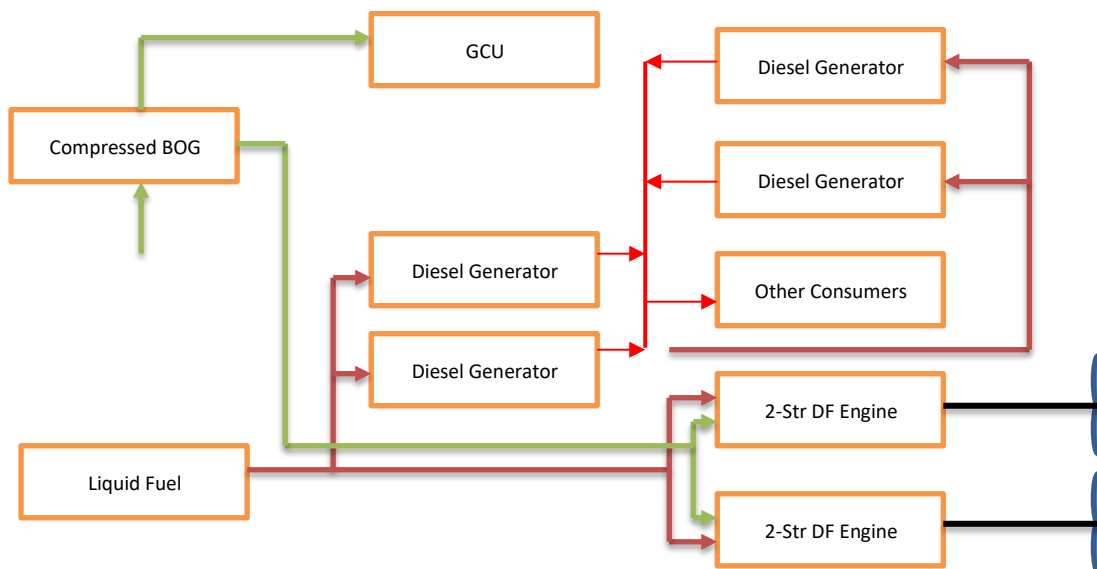 GCU
Diesel Generator
Compressed BOG
Diesel Generator
Diesel Generator
Other Consumers
Diesel Generator
2-Str DF Engine
Liquid Fuel
2-Str DF Engine